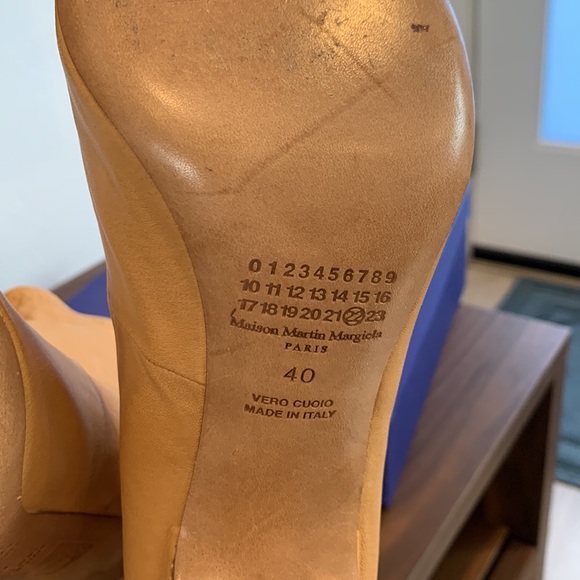 0 1 2 3 4 5 6 7 8 9
10 11 12 13 14 15 16
17 18 19 20 21 22 23
Maison Martin Margiela
PARIS
40
VERO CUOIO
MADE IN ITALY